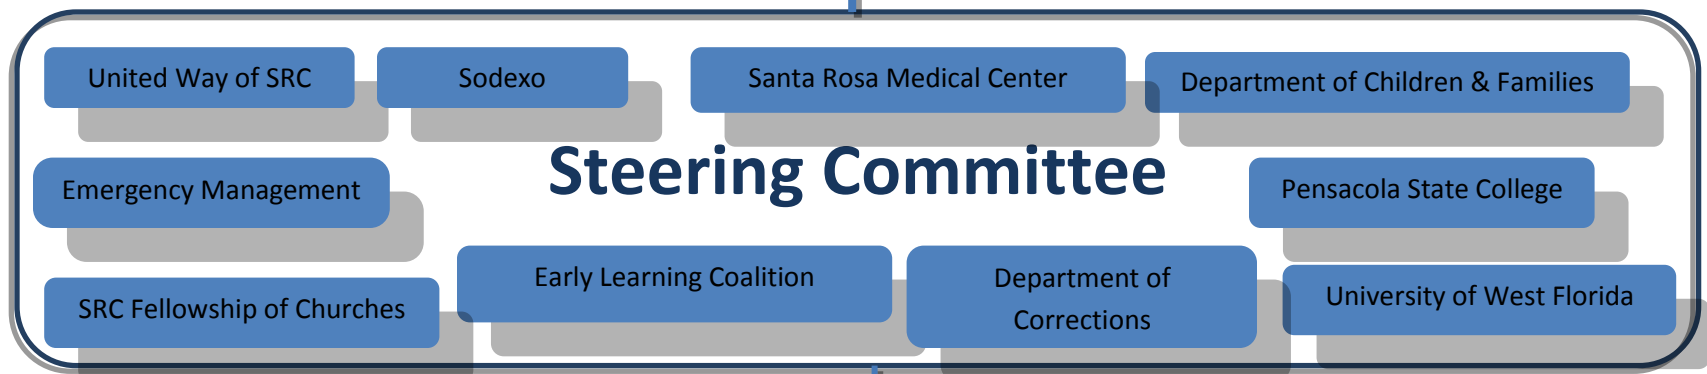 United Way of SRC
Sodexo
Santa Rosa Medical Center
Department of Children & Families
Steering Committee
Emergency Management
Pensacola State College
SRC Fellowship of Churches
Early Learning Coalition
Department of
Corrections
University of West Florida